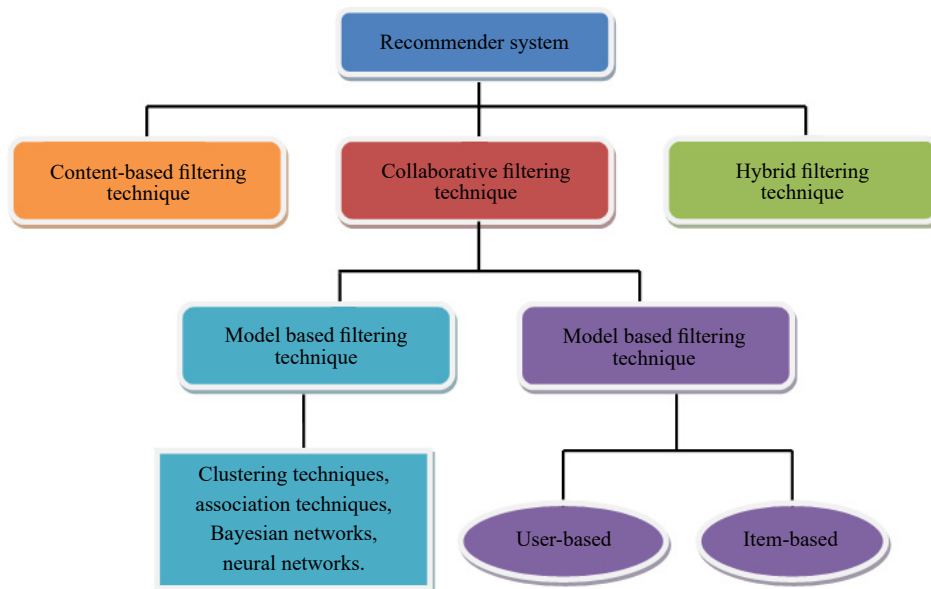 Recommender system
Content-based filtering
technique
Collaborative filtering
technique
Hybrid filtering
technique
Model based filtering
technique
Model based filtering
technique
Clustering techniques,
association techniques,
Bayesian networks,
neural networks.
User-based
Item-based